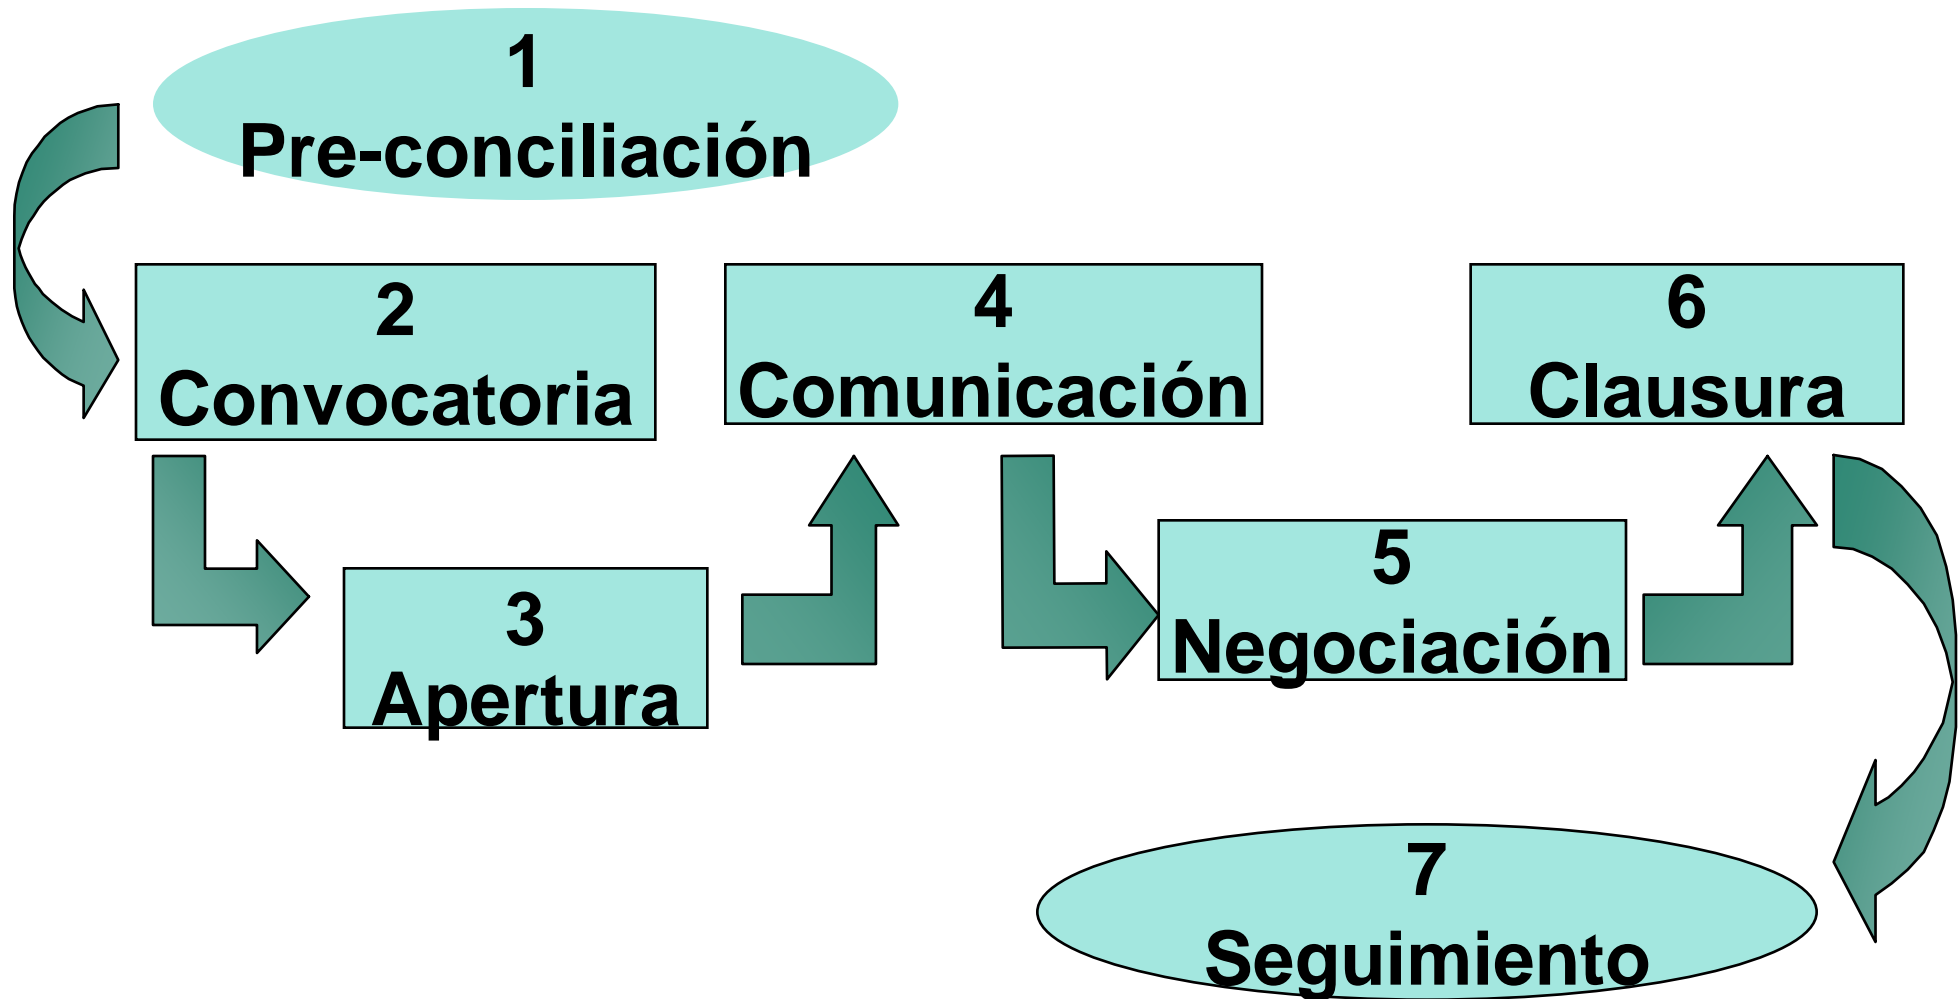 1
Pre-conciliación
2
Convocatoria
3
Apertura
4
Comunicación
5
Negociación
6
Clausura
7
Seguimiento